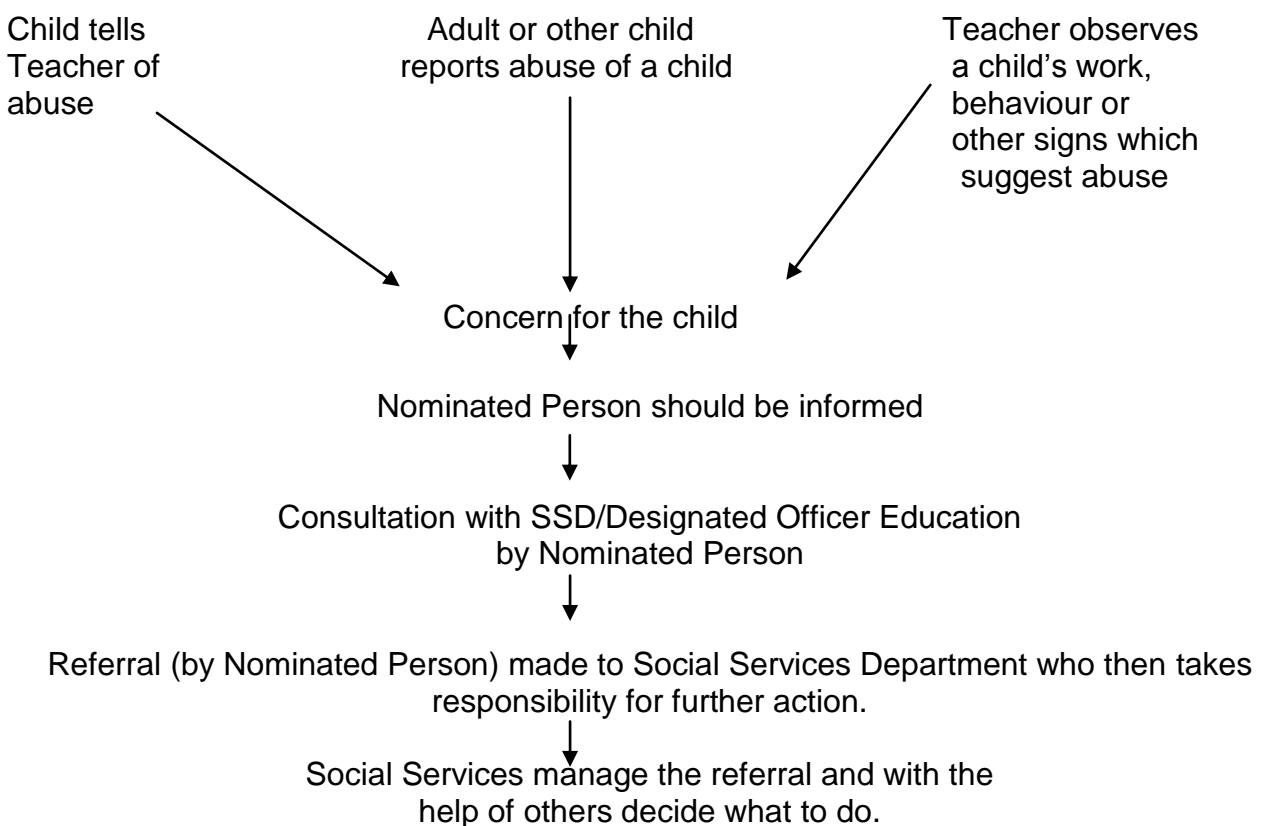 Child tells
Teacher of
abuse
Adult or other child
reports abuse of a child
Teacher observes
a child’s work,
behaviour or
other signs which
suggest abuse
Concern for the child
Nominated Person should be informed
Consultation with SSD/Designated Officer Education
by Nominated Person
Referral (by Nominated Person) made to Social Services Department who then takes
responsibility for further action.
Social Services manage the referral and with the
help of others decide what to do.